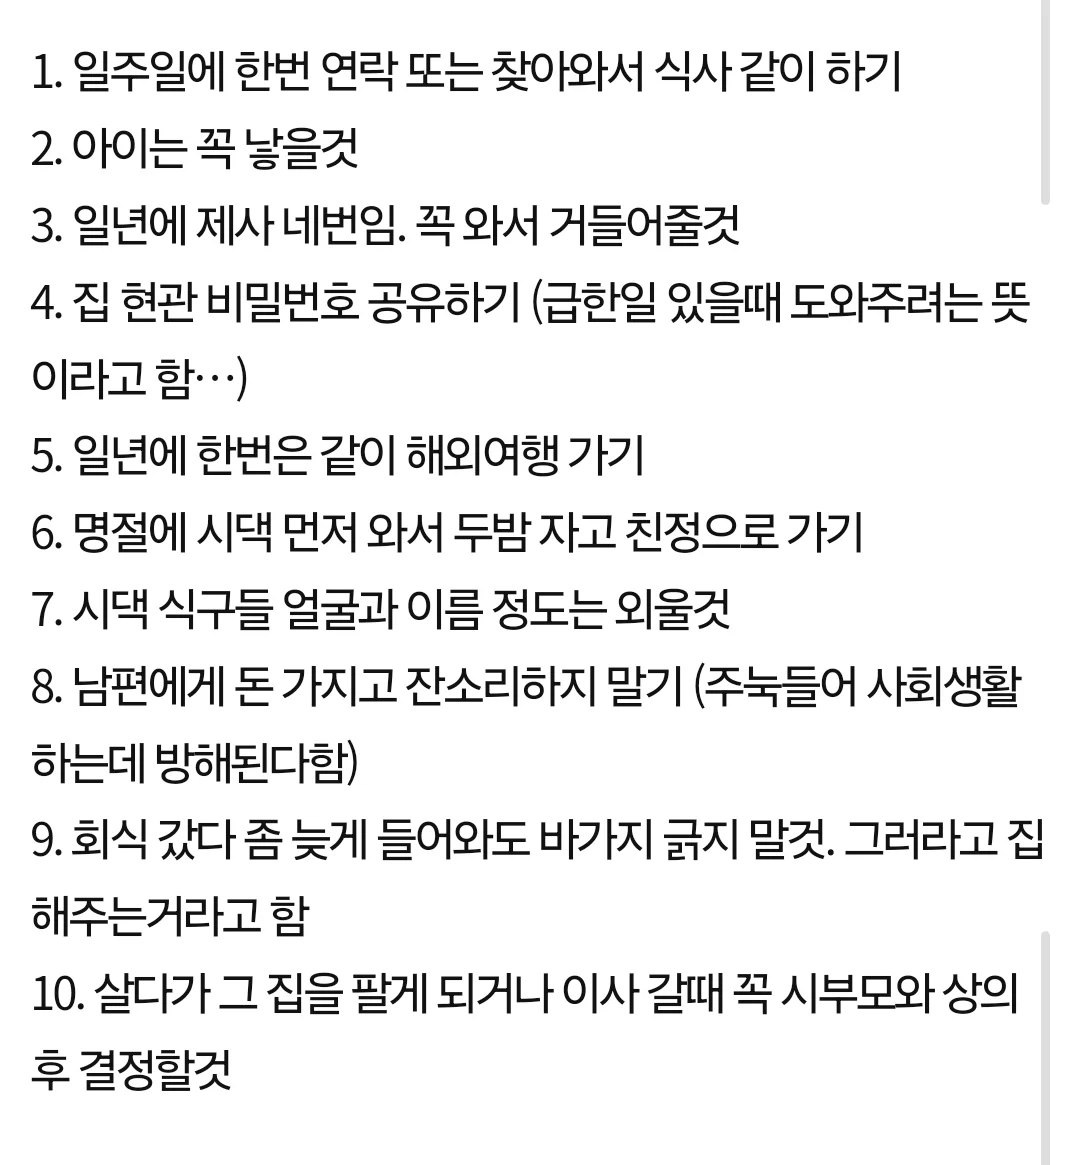 1. 일주일에 한번 연락 또는 찾아와서 식사 같이 하기
2. 아이는 꼭 낳을것
3. 일년에 제사 네번임. 꼭 와서 거들어줄것
4. 집 현관 비밀번호 공유하기 (급한일 있을때 도와주려는 뜻
이라고 함…)
5. 일년에 한번은 같이 해외여행 가기
6. 명절에 시댁 먼저 와서 두밤 자고 친정으로 가기
7. 시댁 식구들 얼굴과 이름 정도는 외울것
8. 남편에게 돈 가지고 잔소리하지 말기 (주눅들어 사회생활
하는데 방해된다함)
9. 회식 갔다 좀 늦게 들어와도 바가지 긁지 말것. 그러라고 집
해주는거라고 함
10. 살다가 그 집을 팔게 되거나 이사 갈때 꼭 시부모와 상의
후 결정할것